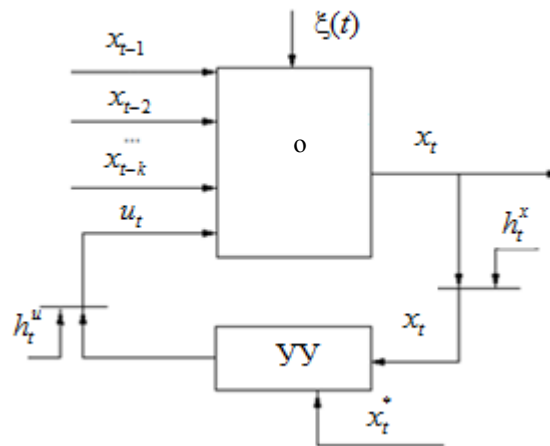 ξ(t)
x_{t-1}
x_{t-2}
...
x_{t-k}
u_t
о
x_t
h_t^x
h_t^u
УУ
x_t
x_t^*